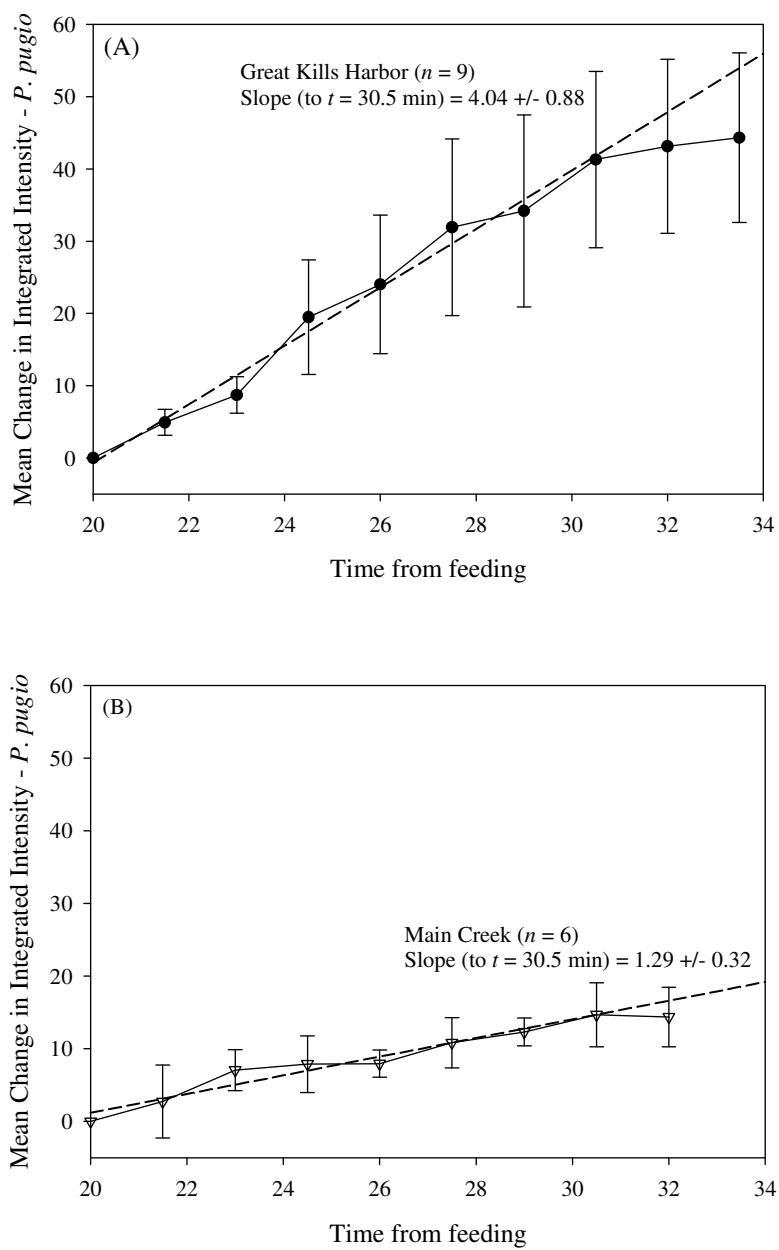 (A)
Great Kills Harbor (n = 9)
Slope (to t = 30.5 min) = 4.04 +/- 0.88
Mean Change in Integrated Intensity - P. pugio
60
50
40
30
20
10
0
20 22 24 26 28 30 32 34
Time from feeding
(B)
Main Creek (n = 6)
Slope (to t = 30.5 min) = 1.29 +/- 0.32
Mean Change in Integrated Intensity - P. pugio
60
50
40
30
20
10
0
20 22 24 26 28 30 32 34
Time from feeding